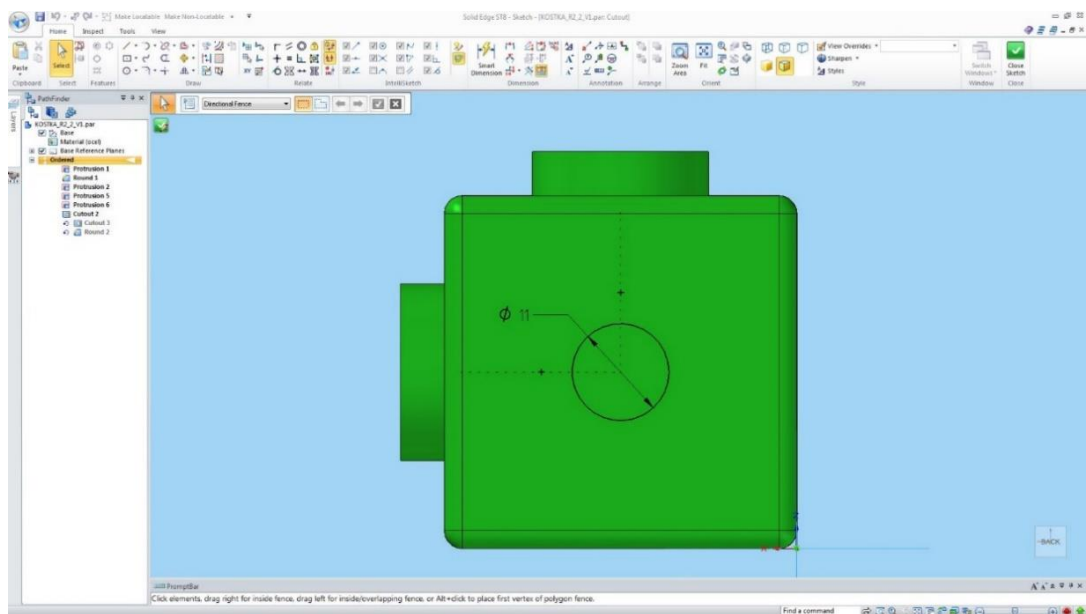 Make Locatable Make Non-Locatable
Solid Edge ST8 - Sketch - [KOSTKA_R2_2_V1.par: Cutout]
Home Inspect Tools View
Paste
Select
Smart
Dimension
Zoom
Area
Fit
View Overrides
Sharpen
Styles
Switch
Windows
Close
Sketch
Clipboard Select Features Draw Relate IntelliSketch Dimension Annotation Arrange Orient Style Window Close
PathFinder
Directional Fence
Layers
KOSTKA_R2_2_V1.par
Base
Material (ocel)
Base Reference Planes
Ordered
Protrusion 1
Round 1
Protrusion 2
Protrusion 5
Protrusion 6
Cutout 2
Cutout 3
Round 2
Ø 11
BACK
PromptBar
Click elements, drag right for inside fence, drag left for inside/overlapping fence, or Alt+click to place first vertex of polygon fence.
Find a command